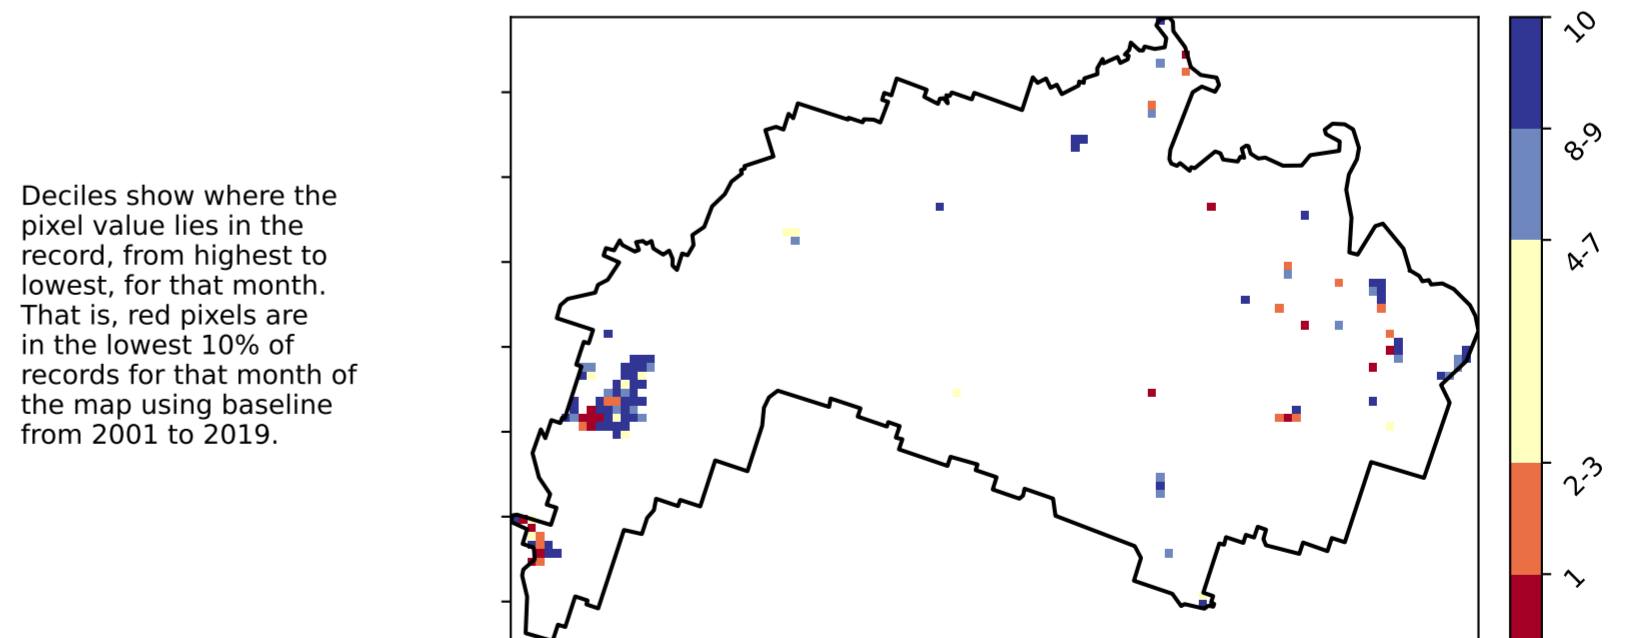 Deciles show where the
pixel value lies in the
record, from highest to
lowest, for that month.
That is, red pixels are
in the lowest 10% of
records for that month of
the map using baseline
from 2001 to 2019.
10
8-9
4-7
2-3
1